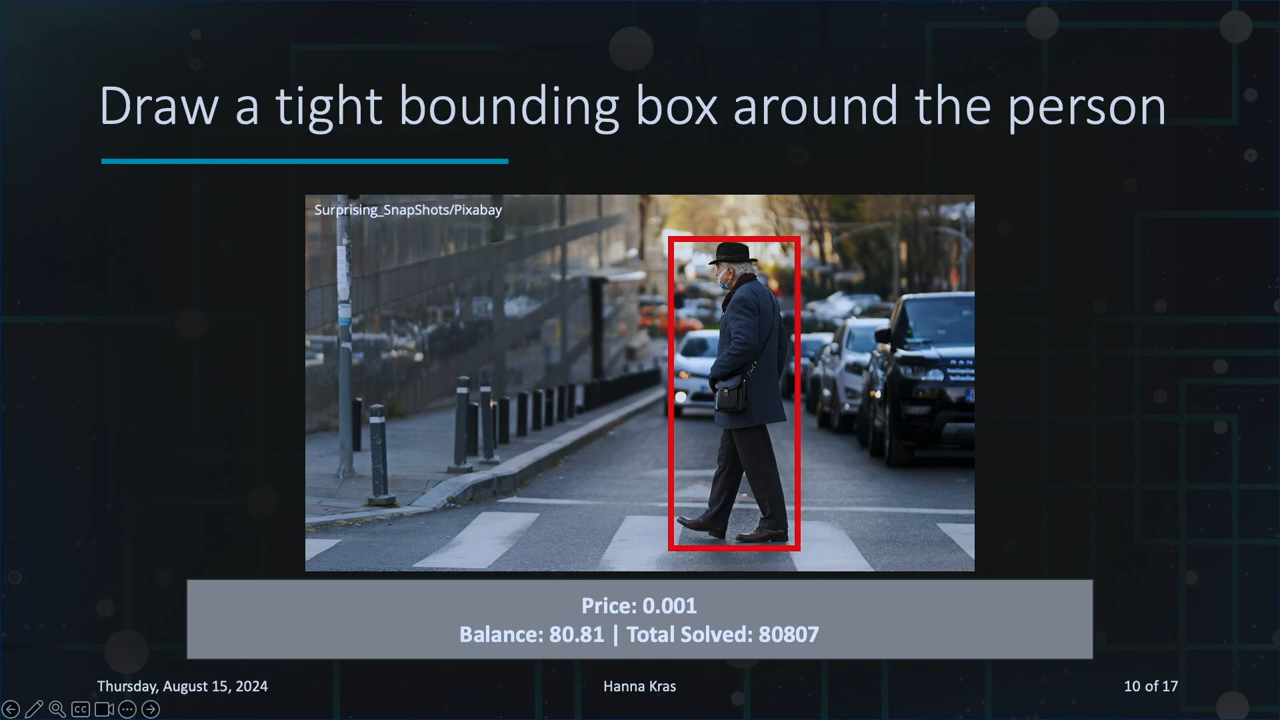 Draw a tight bounding box around the person
Surprising_SnapShots/Pixabay
Price: 0.001
Balance: 80.81 | Total Solved: 80807
Thursday, August 15, 2024
Hanna Kras
10 of 17
CC